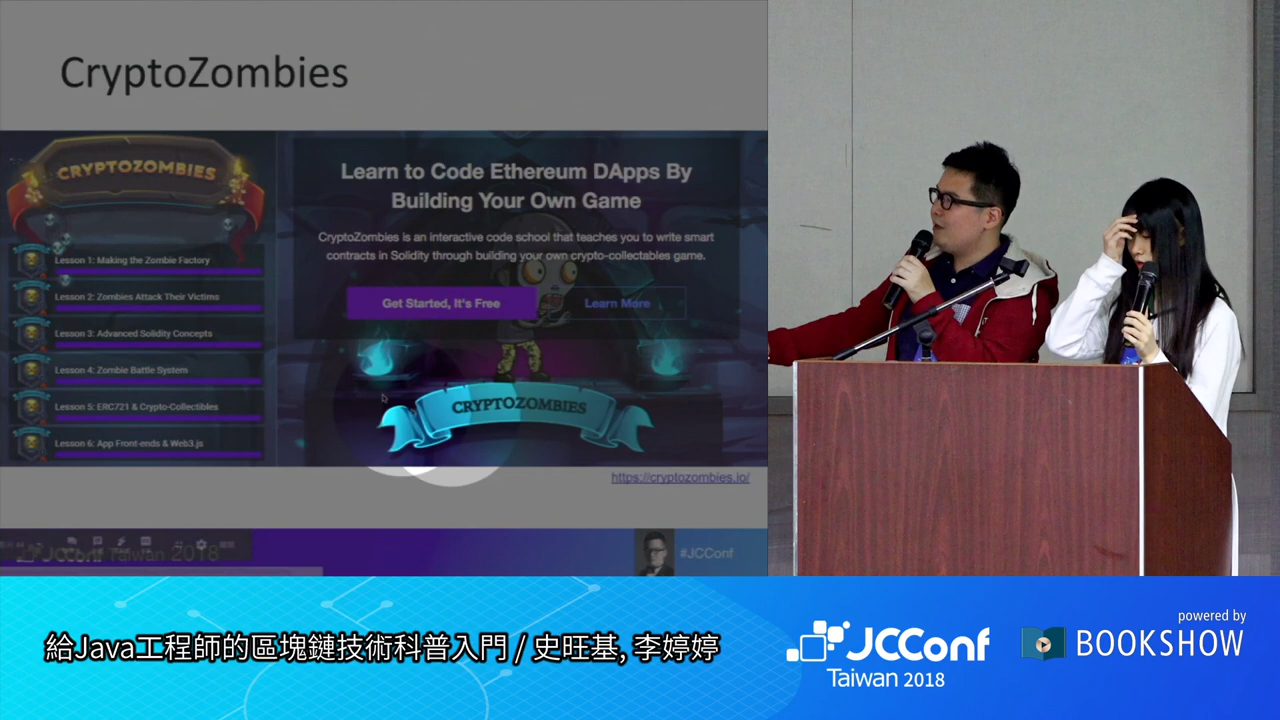 CryptoZombies
CRYPTOZOMBIES
Lesson 1: Making the Zombie Factory
Lesson 2: Zombies Attack Their Victims
Lesson 3: Advanced Solidity Concepts
Lesson 4: Zombie Battle System
Lesson 5: ERC721 & Crypto-Collectibles
Lesson 6: App Front-ends & Web3.js
Learn to Code Ethereum DApps By
Building Your Own Game
CryptoZombies is an interactive code school that teaches you to write smart
contracts in Solidity through building your own crypto-collectables game.
Get Started, It's Free
Learn More
CRYPTOZOMBIES
https://cryptozombies.io/
JCConf Taiwan 2018
#JCConf
給Java工程師的區塊鏈技術科普入門 / 史旺基, 李婷婷
JCConf
Taiwan 2018
powered by
BOOKSHOW